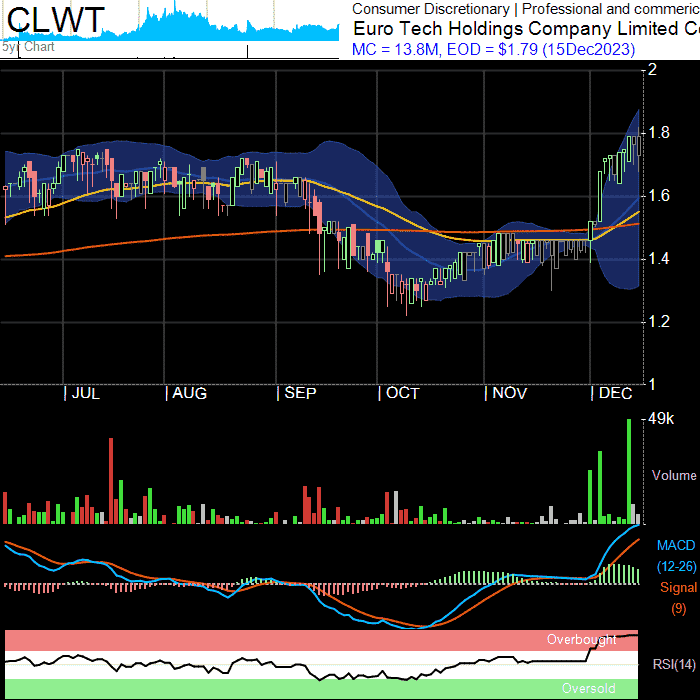 CLWT
5yr Chart
Consumer Discretionary | Professional and commeric
Euro Tech Holdings Company Limited Co
MC = 13.8M, EOD = $1.79 (15Dec2023)
2
1.8
1.6
1.4
1.2
1
JUL AUG SEP OCT NOV DEC
49k
Volume
MACD
(12-26)
Signal
(9)
Overbought
RSI(14)
Oversold